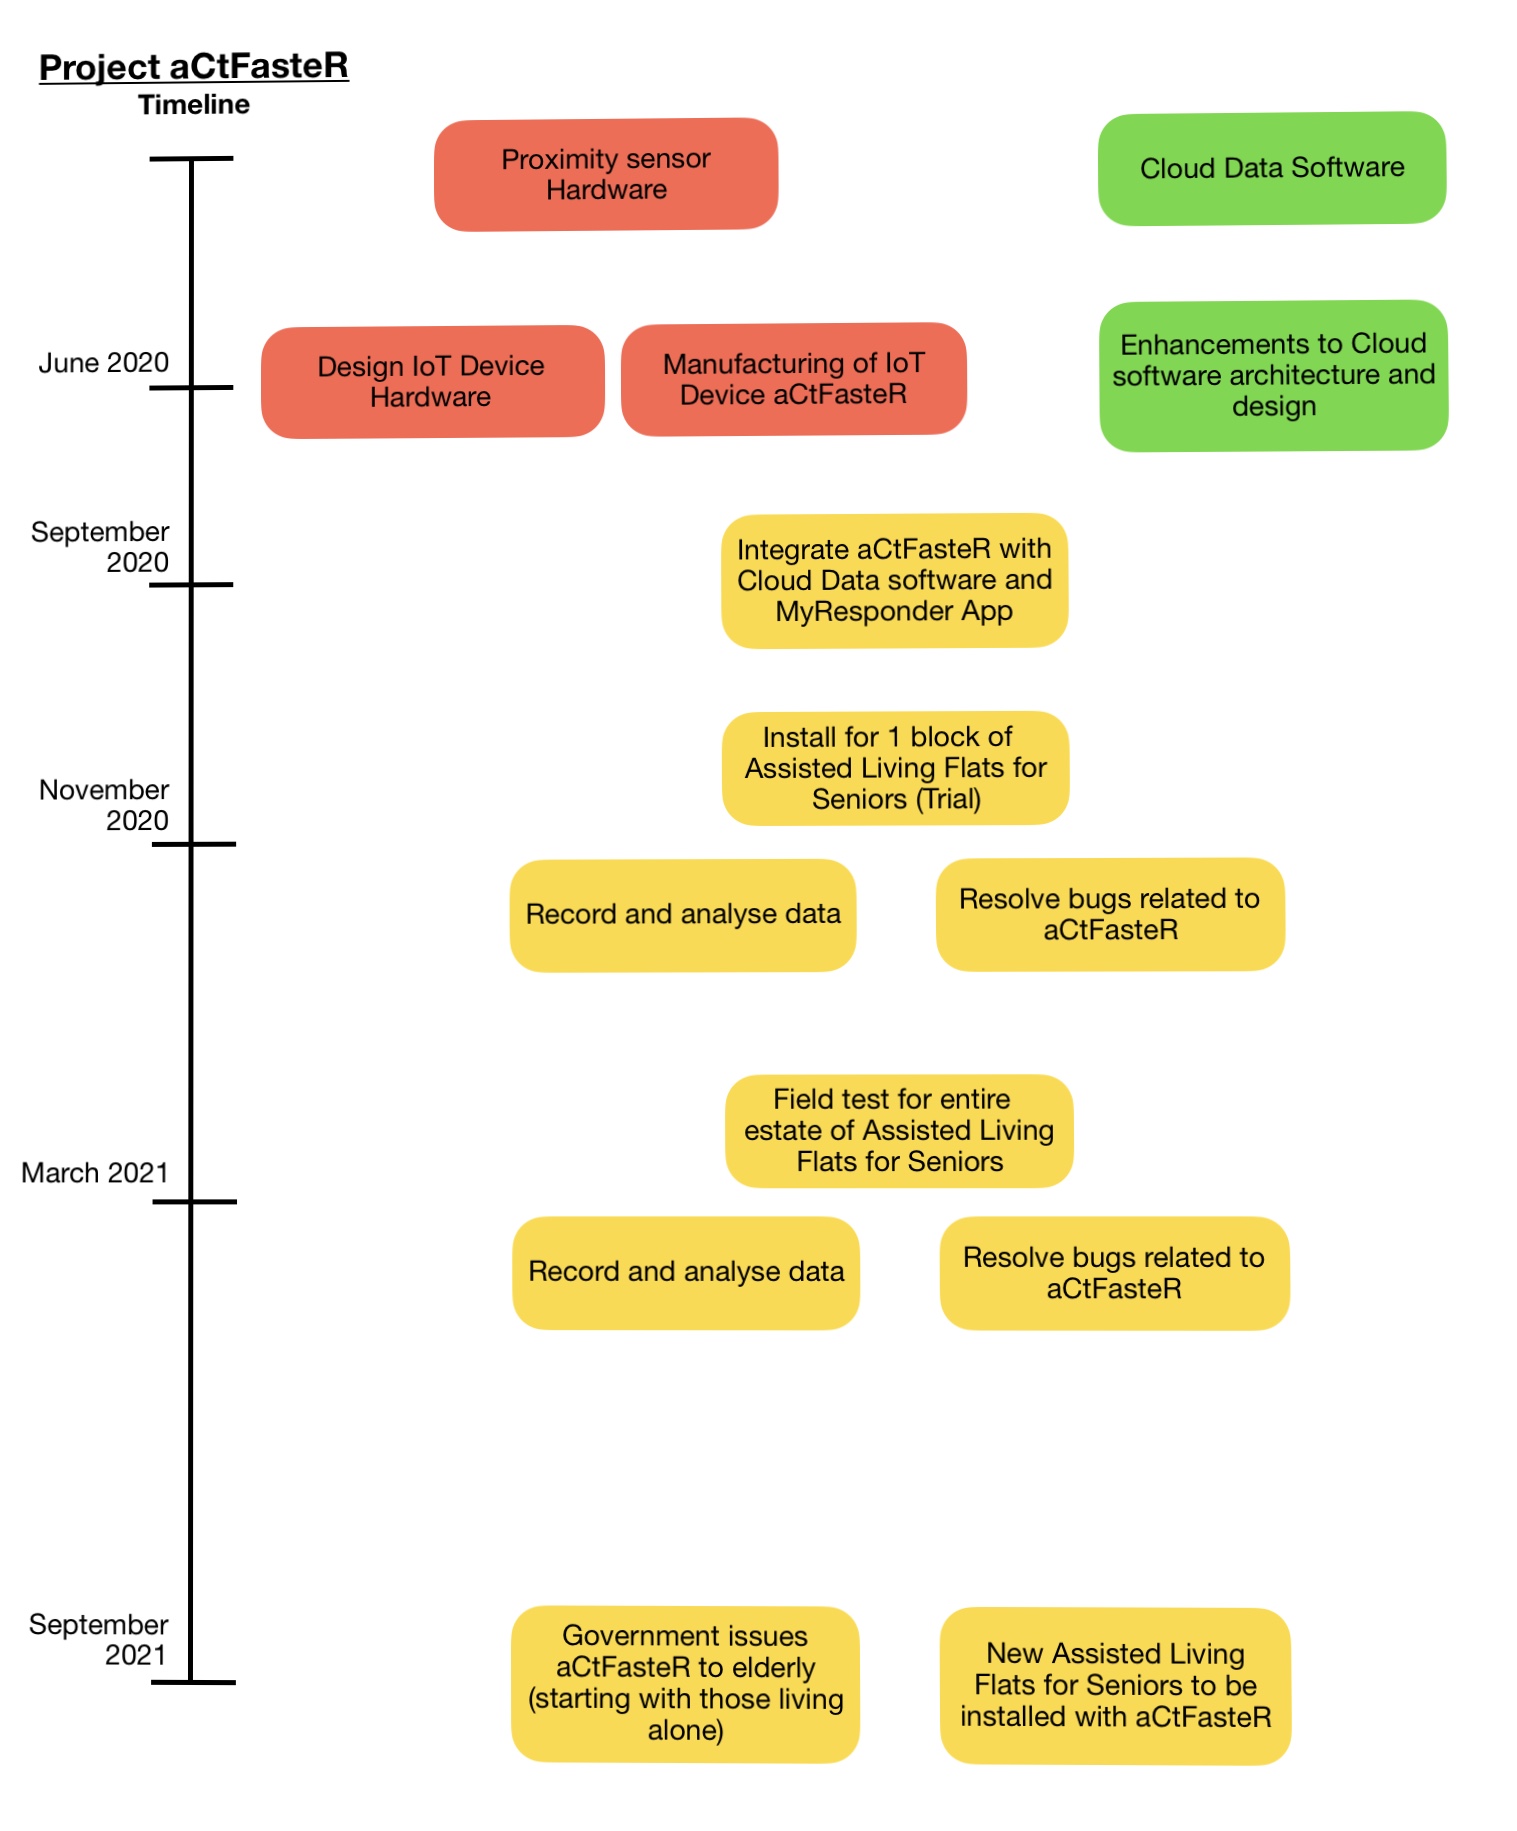 Project aCtFasteR
Timeline
Proximity sensor
Hardware
Cloud Data Software
June 2020
Design IoT Device
Hardware
Manufacturing of IoT
Device aCtFasteR
Enhancements to Cloud
software architecture and
design
September
2020
Integrate aCtFasteR with
Cloud Data software and
MyResponder App
November
2020
Install for 1 block of
Assisted Living Flats for
Seniors (Trial)
Record and analyse data
Resolve bugs related to
aCtFasteR
March 2021
Field test for entire
estate of Assisted Living
Flats for Seniors
Record and analyse data
Resolve bugs related to
aCtFasteR
September
2021
Government issues
aCtFasteR to elderly
(starting with those living
alone)
New Assisted Living
Flats for Seniors to be
installed with aCtFasteR